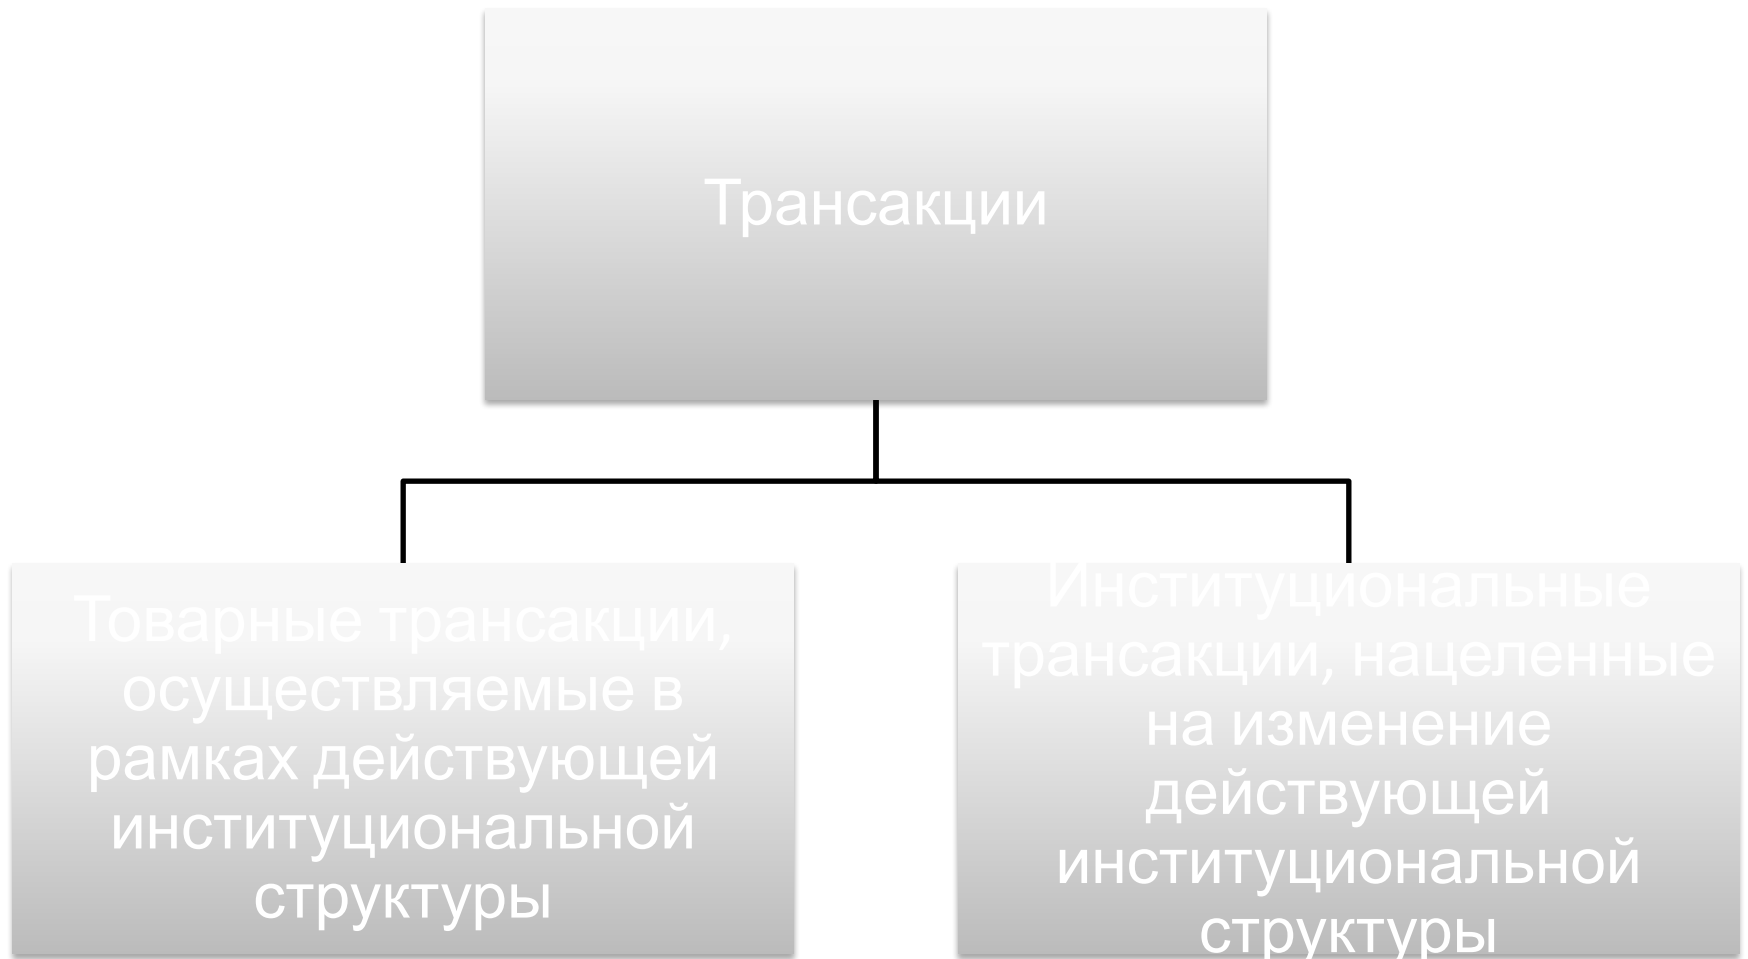 Трансакции
Товарные трансакции,
осуществляемые в
рамках действующей
институциональной
структуры
Институциональные
трансакции, нацеленные
на изменение
действующей
институциональной
структуры